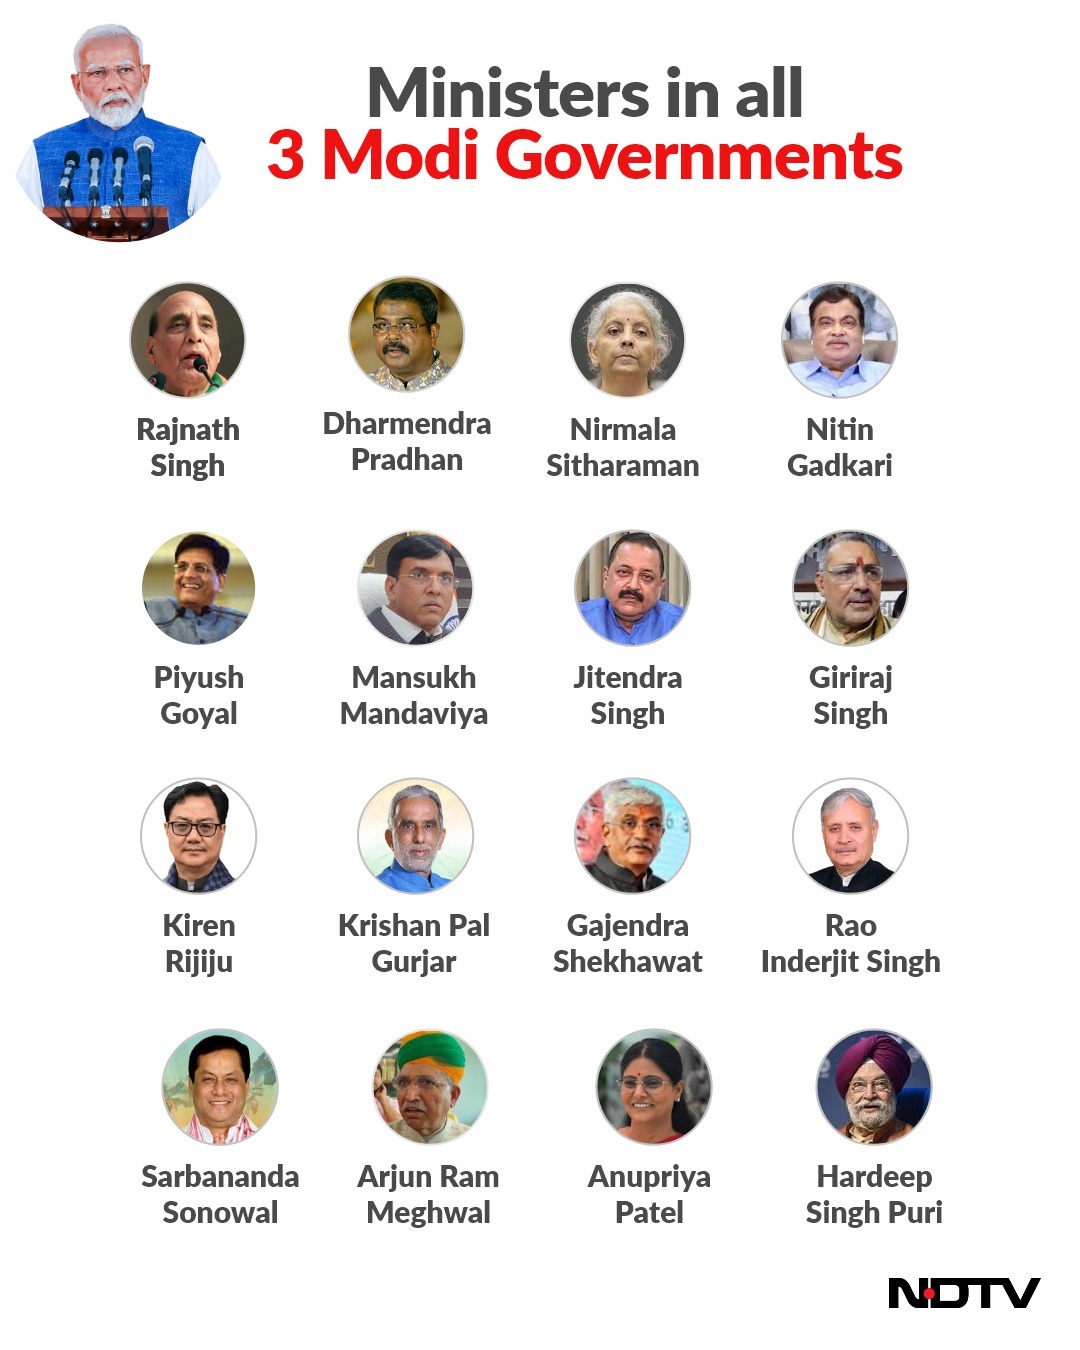 Ministers in all
3 Modi Governments
Rajnath
Singh
Dharmendra
Pradhan
Nirmala
Sitharaman
Nitin
Gadkari
Piyush
Goyal
Mansukh
Mandaviya
Jitendra
Singh
Giriraj
Singh
Kiren
Rijiju
Krishan Pal
Gurjar
Gajendra
Shekhawat
Rao
Inderjit Singh
Sarbananda
Sonowal
Arjun Ram
Meghwal
Anupriya
Patel
Hardeep
Singh Puri
NDTV